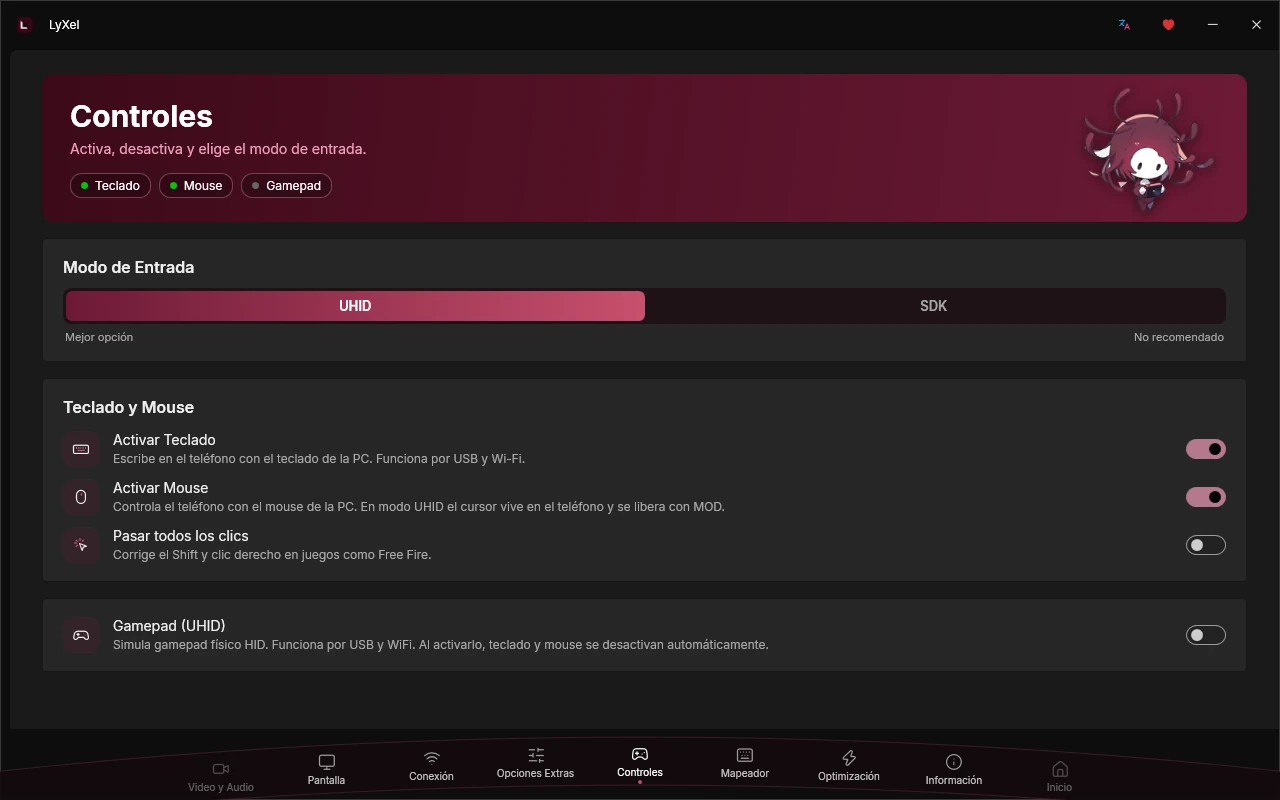 L LyXel
Controles
Activa, desactiva y elige el modo de entrada.
Teclado Mouse Gamepad
Modo de Entrada
UHID SDK
Mejor opción No recomendado
Teclado y Mouse
Activar Teclado
Escribe en el teléfono con el teclado de la PC. Funciona por USB y Wi-Fi.
Activar Mouse
Controla el teléfono con el mouse de la PC. En modo UHID el cursor vive en el teléfono y se libera con MOD.
Pasar todos los clics
Corrige el Shift y clic derecho en juegos como Free Fire.
Gamepad (UHID)
Simula gamepad físico HID. Funciona por USB y WiFi. Al activarlo, teclado y mouse se desactivan automáticamente.
Video y Audio Pantalla Conexión Opciones Extras Controles Mapeador Optimización Información Inicio